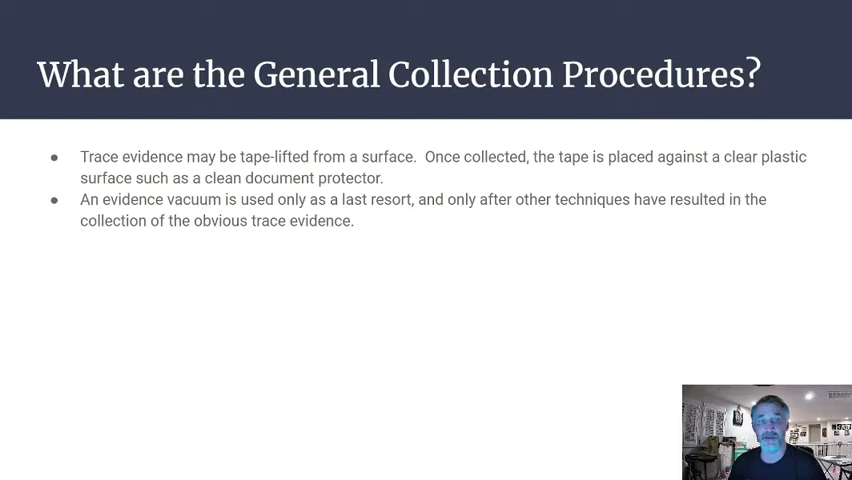 What are the General Collection Procedures?
● Trace evidence may be tape-lifted from a surface.  Once collected, the tape is placed against a clear plastic
surface such as a clean document protector.
● An evidence vacuum is used only as a last resort, and only after other techniques have resulted in the
collection of the obvious trace evidence.